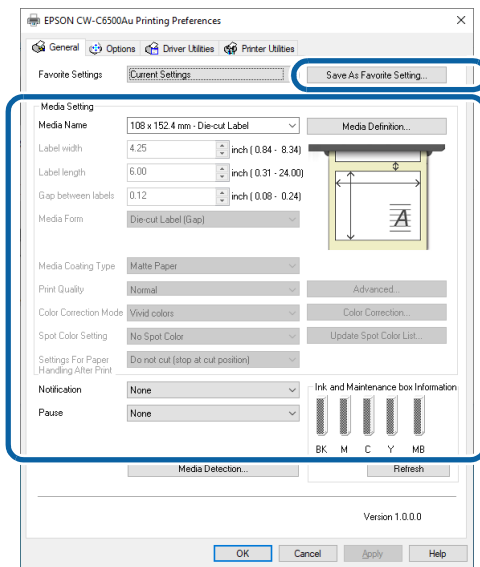 EPSON CW-C6500Au Printing Preferences
General Options Driver Utilities Printer Utilities
Favorite Settings Current Settings Save As Favorite Setting...
Media Setting
Media Name 108 x 152.4 mm - Die-cut Label Media Definition...
Label width 4.25 inch ( 0.84 - 8.34)
Label length 6.00 inch ( 0.31 - 24.00)
Gap between labels 0.12 inch ( 0.08 - 0.24)
Media Form Die-cut Label (Gap)
A
Media Coating Type Matte Paper
Print Quality Normal Advanced...
Color Correction Mode Vivid colors Color Correction...
Spot Color Setting No Spot Color Update Spot Color List...
Settings For Paper Do not cut (stop at cut position)
Handling After Print
Notification None Ink and Maintenance box Information
Pause None
BK M C Y MB
Media Detection... Refresh
Version 1.0.0.0
OK Cancel Apply Help